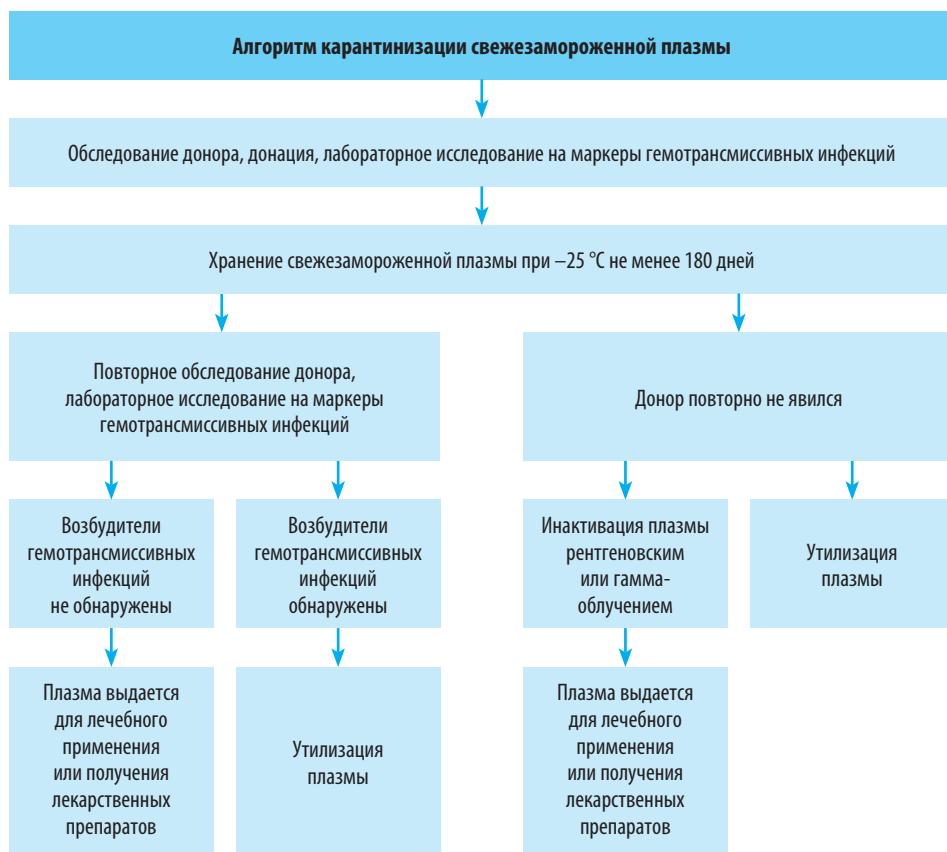 Алгоритм карантинизации свежезамороженной плазмы
Обследование донора, донация, лабораторное исследование на маркеры гемотрансмиссивных инфекций
Хранение свежезамороженной плазмы при –25 °C не менее 180 дней
Повторное обследование донора,
лабораторное исследование на маркеры
гемотрансмиссивных инфекций
Донор повторно не явился
Возбудители
гемотрансмиссивных
инфекций
не обнаружены
Возбудители
гемотрансмиссивных
инфекций
обнаружены
Инактивация плазмы
рентгеновским
или гамма-
облучением
Утилизация
плазмы
Плазма выдается
для лечебного
применения
или получения
лекарственных
препаратов
Утилизация
плазмы
Плазма выдается
для лечебного
применения
или получения
лекарственных
препаратов